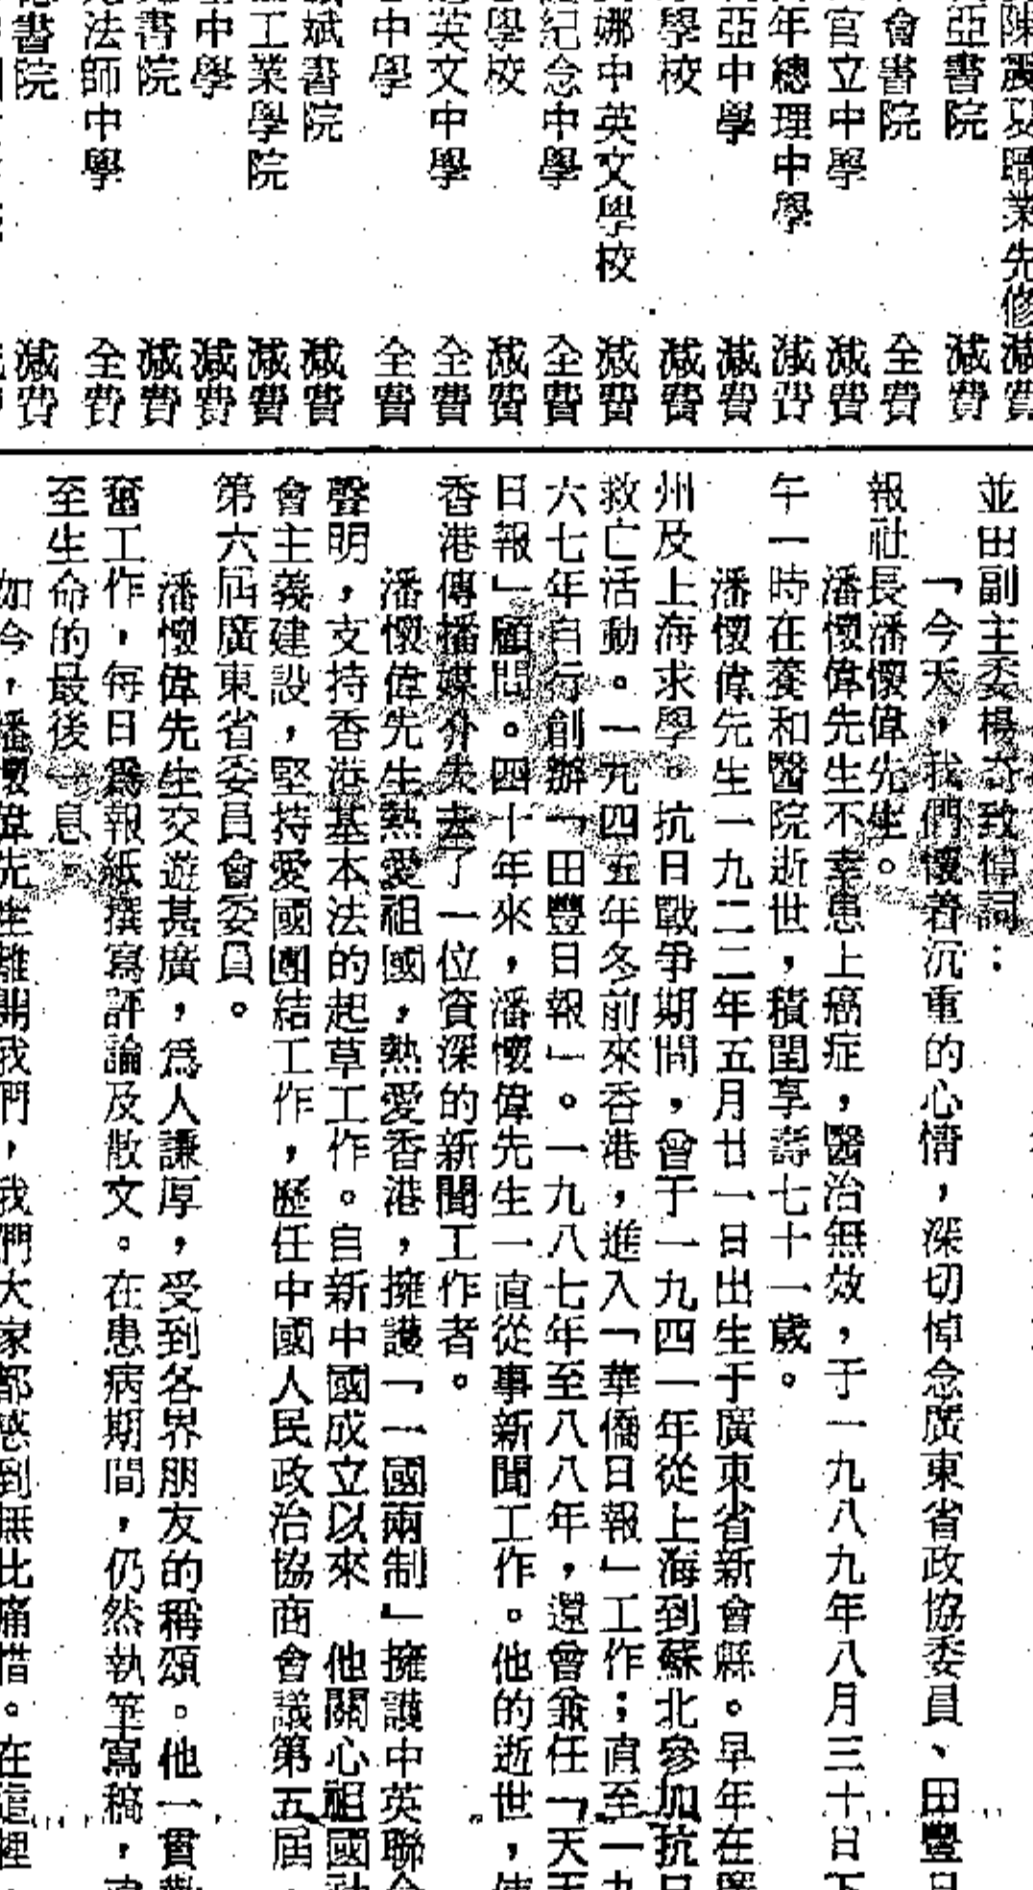 陳震夏職業先修 減費
亞書院 減費
會書院 全費
官立中學 減費
年總理中學 減費
亞中學 減費
學校 減費
娜中英文學校 減費
紀念中學 全費
學校 減費
英文中學 全費
中學 全費
斌書院 減費
工業學院 減費
中學 減費
書院 減費
法師中學 全費
書院 減費
並田副主委楊奇致悼詞：
「今天，我們懷着沉重的心情，深切悼念廣東省政協委員、田豐日
報社長潘懷偉先生。
潘懷偉先生不幸患上癌症，醫治無效，于一九八九年八月三十日下
午一時在養和醫院逝世，積閏享壽七十一歲。
潘懷偉先生一九二二年五月廿一日出生于廣東省新會縣。早年在廣
州及上海求學。抗日戰爭期間，曾于一九四一年從上海到蘇北參加抗日
救亡活動。一九四五年冬前來香港，進入「華僑日報」工作；直至一九
六七年自行創辦「田豐日報」。一九八七年至八八年，還曾兼任「天天
日報」顧問。四十年來，潘懷偉先生一直從事新聞工作。他的逝世，使
香港傳播媒介失去了一位資深的新聞工作者。
潘懷偉先生熱愛祖國，熱愛香港，擁護「一國兩制」擁護中英聯合
聲明，支持香港基本法的起草工作。自新中國成立以來 他關心祖國社
會主義建設，堅持愛國團結工作，歷任中國人民政治協商會議第五屆、
第六屆廣東省委員會委員。
潘懷偉先生交遊甚廣，爲人謙厚，受到各界朋友的稱頌。他一貫勤
奮工作，每日爲報紙撰寫評論及散文。在患病期間，仍然執筆寫稿，直
至生命的最後一息
如今，潘懷偉先生離開我們，我們大家都感到無比痛惜。在這裡，